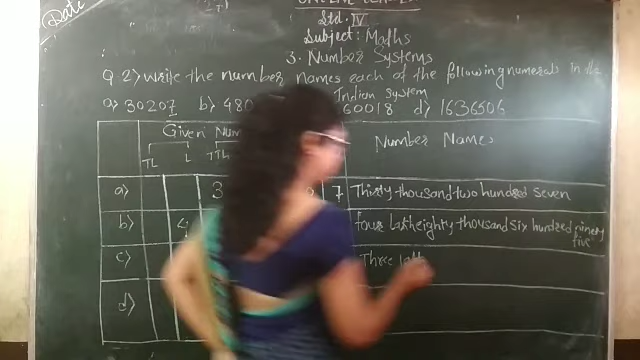 Date
Std. IV
Subject: Maths
3. Number Systems
Q.2) Write the number names each of the following numerals in the
Indian System
a) 30207 b) 480 60018 d) 1636506
Given Num Number Names
TL L TTh
a) 3 7 Thirty thousand two hundred seven
b) 4 four lakh eighty thousand six hundred ninety
five
c) Three lakh
d)